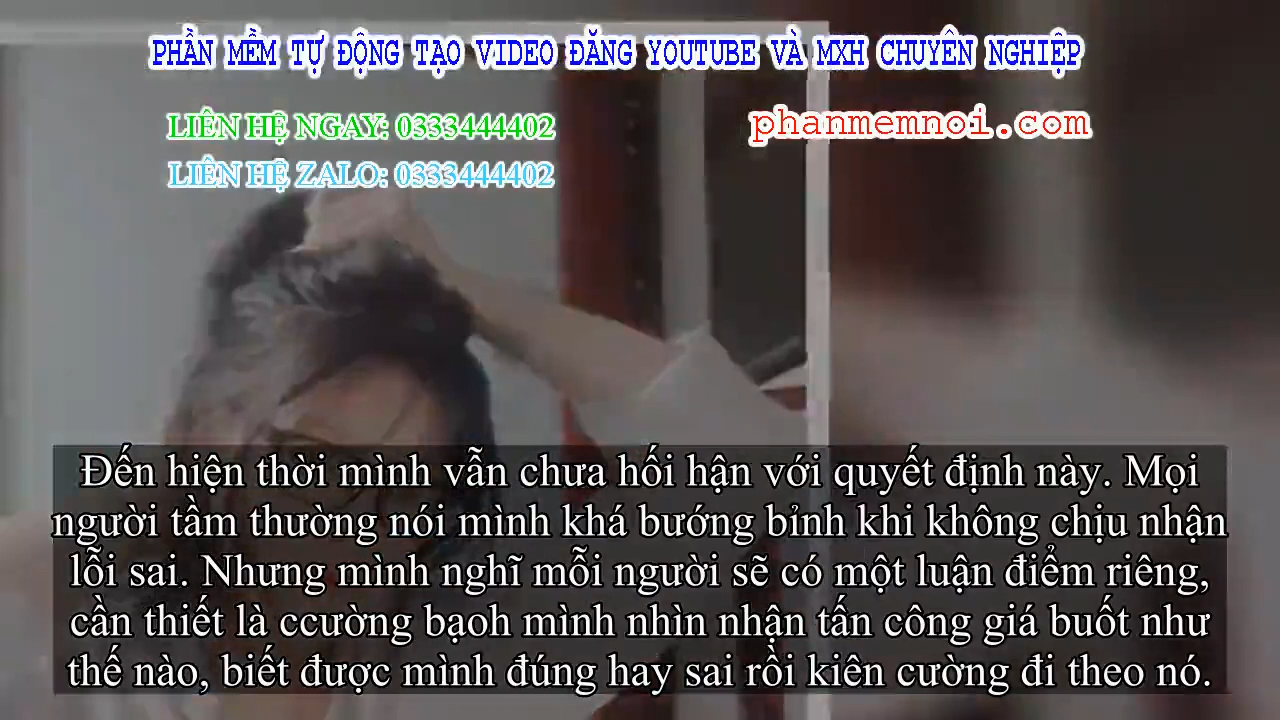 PHẦN MỀM TỰ ĐỘNG TẠO VIDEO ĐĂNG YOUTUBE VÀ MXH CHUYÊN NGHIỆP
LIÊN HỆ NGAY: 0333444402
phanmemnoi.com
LIÊN HỆ ZALO: 0333444402
Đến hiện thời mình vẫn chưa hối hận với quyết định này. Mọi
người tầm thường nói mình khá bướng bỉnh khi không chịu nhận
lỗi sai. Nhưng mình nghĩ mỗi người sẽ có một luận điểm riêng,
cần thiết là ccường bạoh mình nhìn nhận tấn công giá buốt như
thế nào, biết được mình đúng hay sai rồi kiên cường đi theo nó.